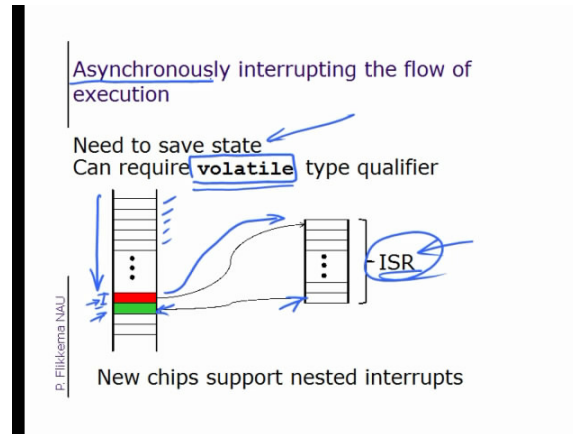 Asynchronously interrupting the flow of
execution
Need to save state
Can require volatile type qualifier
ISR
I
P. Flikkema NAU
New chips support nested interrupts